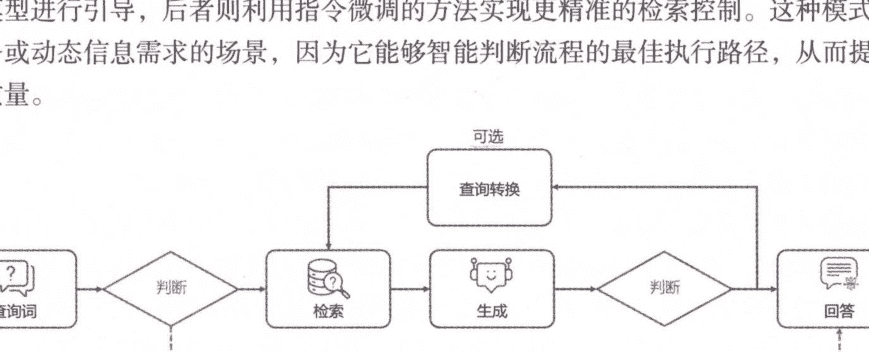 型进行引导，后者则利用指令微调的方法实现更精准的检索控制。这种模式
或动态信息需求的场景，因为它能够智能判断流程的最佳执行路径，从而提
量。
可选
查询转换
查询词
判断
检索
生成
判断
回答